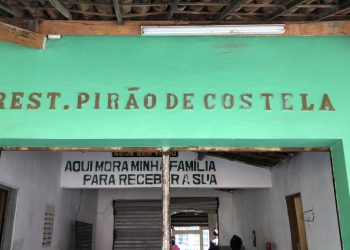 REST. PIRÃO DE COSTELA
AQUI MORA MINHA FAMÍLIA
PARA RECEBER A SUA